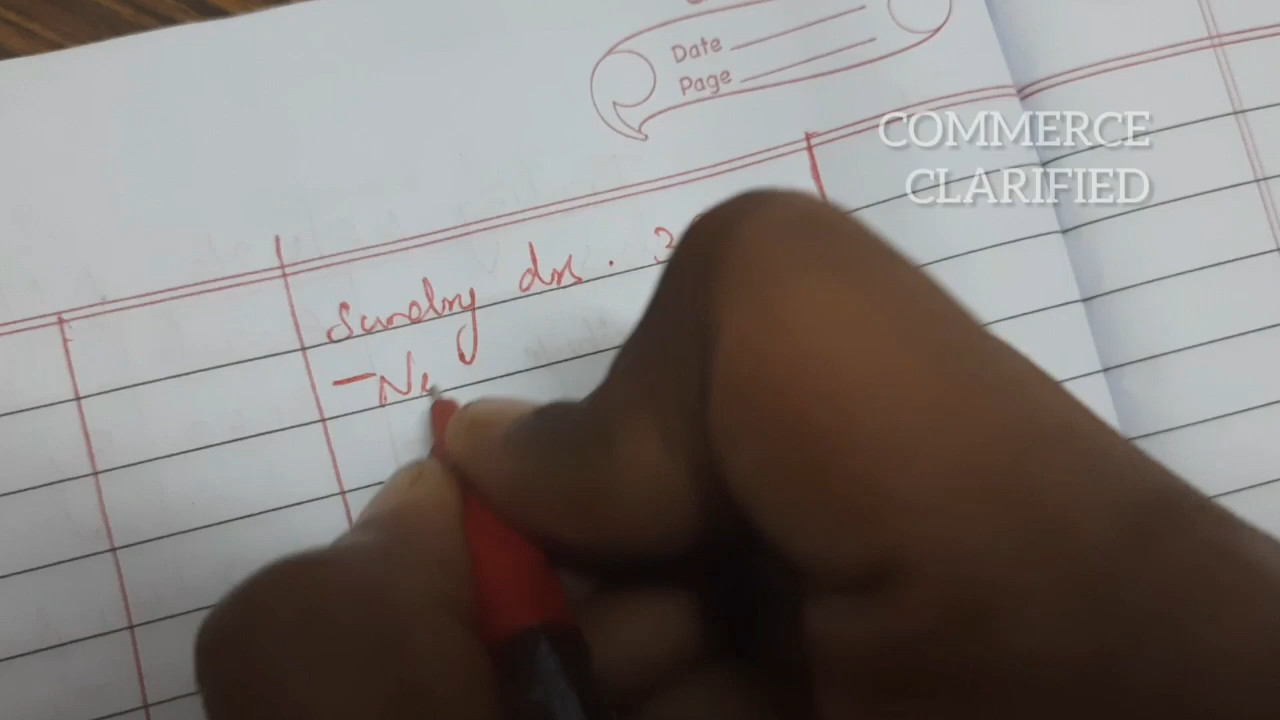 Date
Page
COMMERCE
CLARIFIED
Sundry drs. 3
-Ne